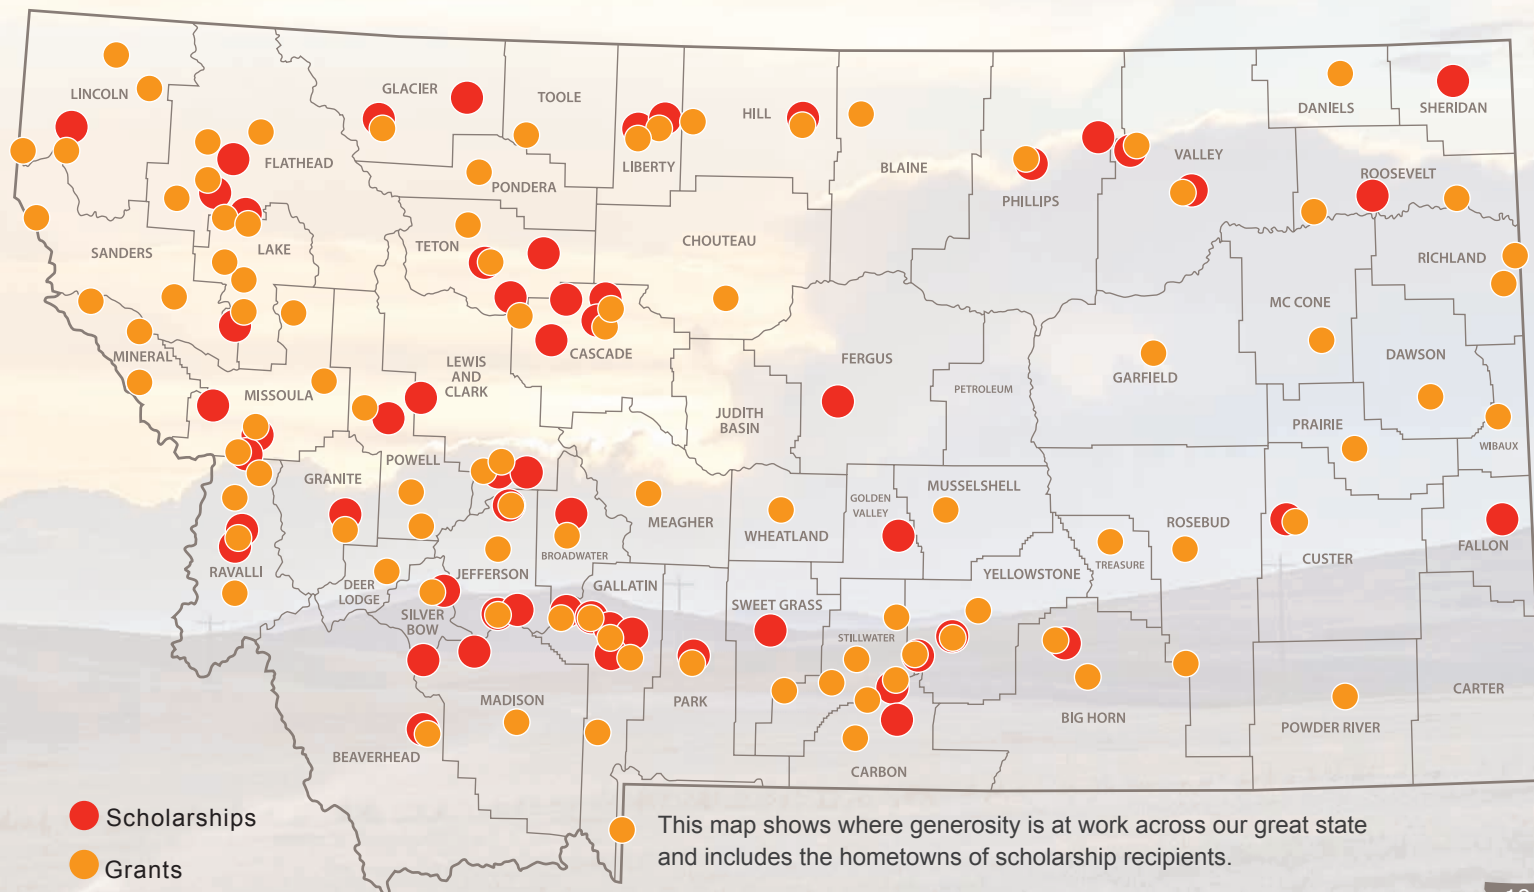 GLACIER
TOOLE
LINCOLN
HILL
DANIELS
SHERIDAN
FLATHEAD
LIBERTY
BLAINE
VALLEY
PONDERA
ROOSEVELT
PHILLIPS
CHOUTEAU
TETON
SANDERS
LAKE
RICHLAND
MC CONE
CASCADE
MINERAL
FERGUS
DAWSON
LEWIS
AND
CLARK
GARFIELD
PETROLEUM
MISSOULA
JUDITH
BASIN
PRAIRIE
WIBAUX
POWELL
GRANITE
MUSSELSHELL
GOLDEN
VALLEY
MEAGHER
WHEATLAND
ROSEBUD
BROADWATER
FALLON
CUSTER
TREASURE
RAVALLI
JEFFERSON
YELLOWSTONE
DEER
LODGE
GALLATIN
SWEET GRASS
SILVER
BOW
STILLWATER
MADISON
PARK
CARTER
BIG HORN
POWDER RIVER
BEAVERHEAD
CARBON
Scholarships
Grants
This map shows where generosity is at work across our great state
and includes the hometowns of scholarship recipients.